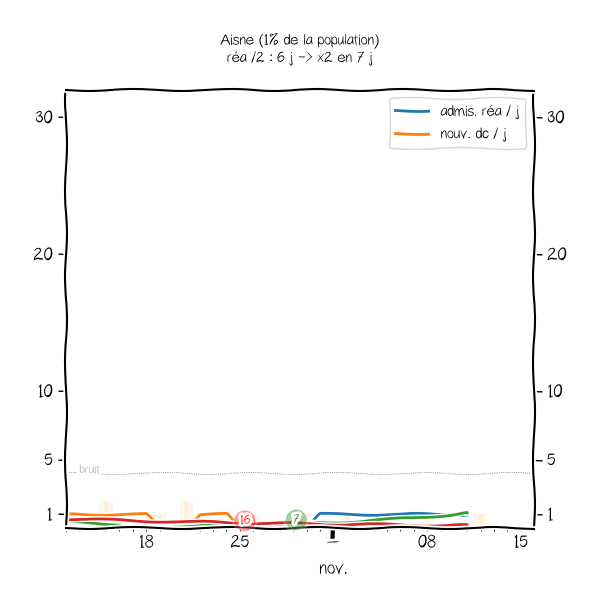 Aisne (1% de la population)
réa /2 : 6 j -> x2 en 7 j
admis. réa / j
nouv. dc / j
30
30
20
20
10
10
5
5
bruit
1
1
16
7
18
25
1
08
15
nov.